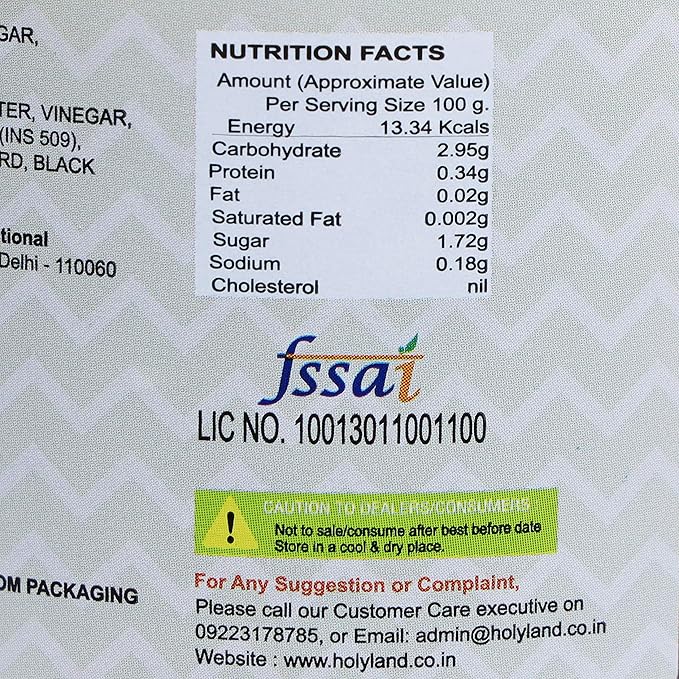 GAR,
TER, VINEGAR,
(INS 509),
RD, BLACK
tional
Delhi - 110060
OM PACKAGING
NUTRITION FACTS
Amount (Approximate Value)
Per Serving Size 100 g.
Energy 13.34 Kcals
Carbohydrate 2.95g
Protein 0.34g
Fat 0.02g
Saturated Fat 0.002g
Sugar 1.72g
Sodium 0.18g
Cholesterol nil
fssai
LIC NO. 10013011001100
CAUTION TO DEALERS/CONSUMERS
Not to sale/consume after best before date
Store in a cool & dry place.
For Any Suggestion or Complaint,
Please call our Customer Care executive on
09223178785, or Email: admin@holyland.co.in
Website : www.holyland.co.in